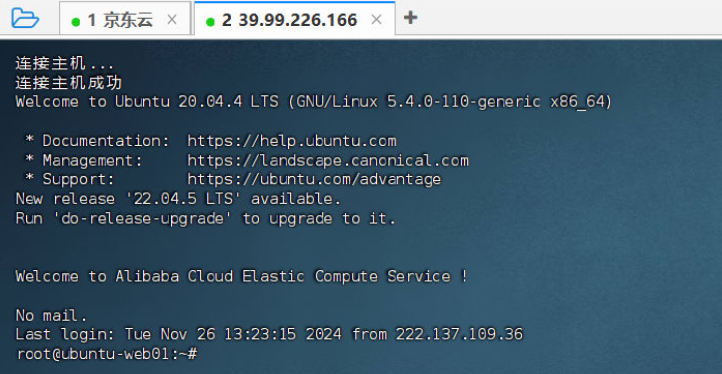 1 京东云 × 2 39.99.226.166 × +
连接主机...
连接主机成功
Welcome to Ubuntu 20.04.4 LTS (GNU/Linux 5.4.0-110-generic x86_64)
* Documentation:  https://help.ubuntu.com
* Management:     https://landscape.canonical.com
* Support:        https://ubuntu.com/advantage
New release '22.04.5 LTS' available.
Run 'do-release-upgrade' to upgrade to it.
Welcome to Alibaba Cloud Elastic Compute Service !
No mail.
Last login: Tue Nov 26 13:23:15 2024 from 222.137.109.36
root@ubuntu-web01:~#